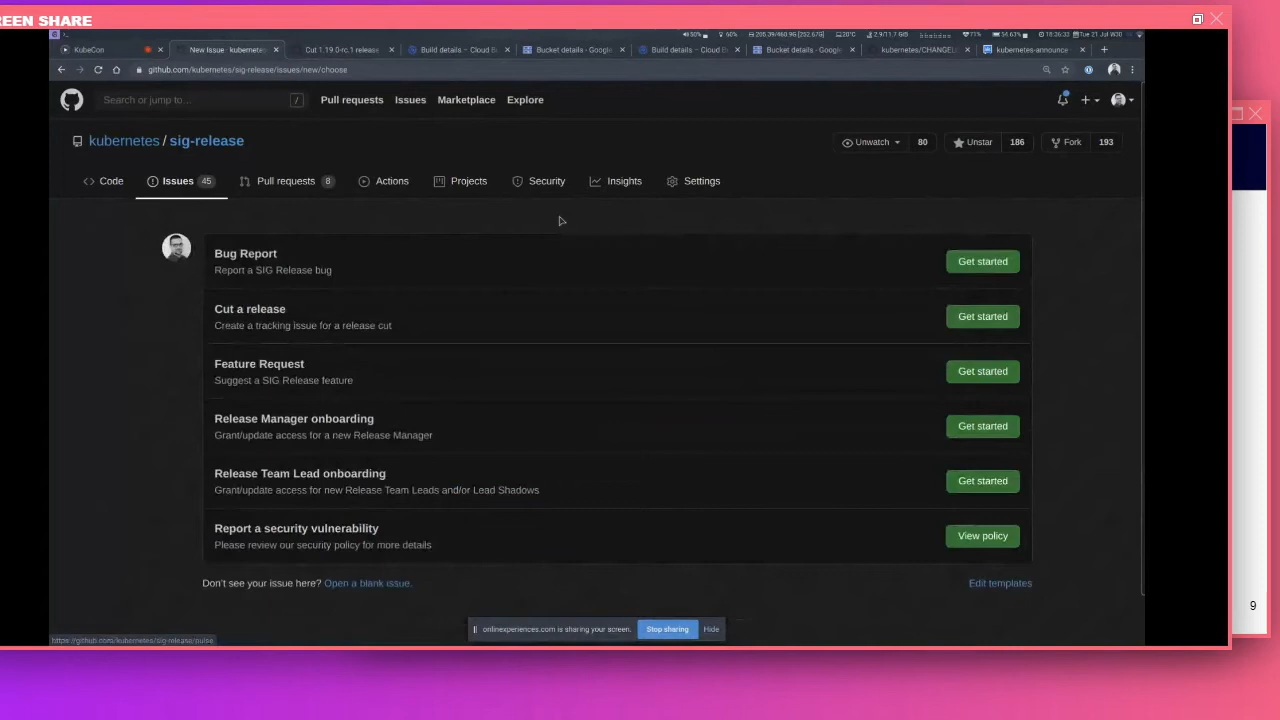 REEN SHARE
KubeCon
New Issue · kubernete
Cut 1.19.0-rc.1 release
Build details – Cloud B
Bucket details - Google
Build details – Cloud B
Bucket details - Google
kubernetes/CHANGEL
kubernetes-announce
github.com/kubernetes/sig-release/issues/new/choose
Search or jump to...
/
Pull requests
Issues
Marketplace
Explore
kubernetes / sig-release
Unwatch
80
Unstar
186
Fork
193
Code
Issues 45
Pull requests 8
Actions
Projects
Security
Insights
Settings
Bug Report
Report a SIG Release bug
Get started
Cut a release
Create a tracking issue for a release cut
Get started
Feature Request
Suggest a SIG Release feature
Get started
Release Manager onboarding
Grant/update access for a new Release Manager
Get started
Release Team Lead onboarding
Grant/update access for new Release Team Leads and/or Lead Shadows
Get started
Report a security vulnerability
Please review our security policy for more details
View policy
Don't see your issue here? Open a blank issue.
Edit templates
9
onlinexperiences.com is sharing your screen.
Stop sharing
Hide
https://github.com/kubernetes/sig-release/pulse